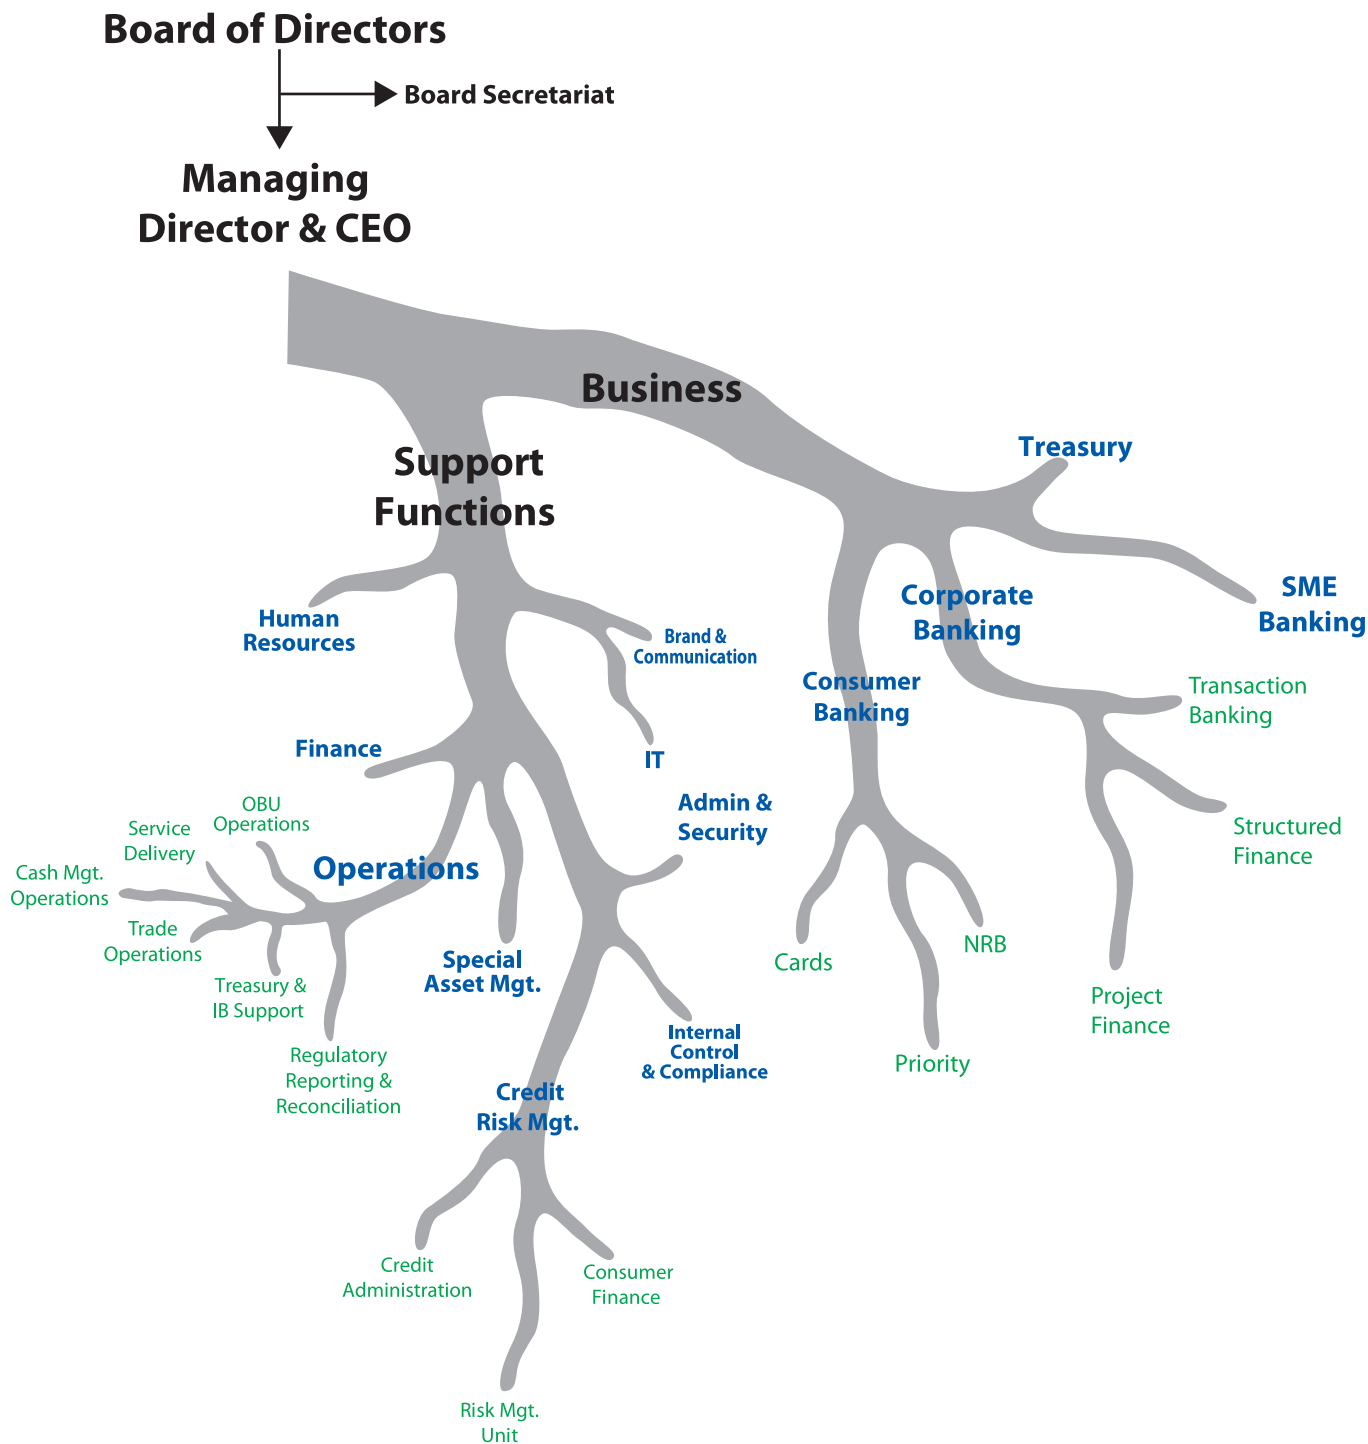 Board of Directors
Board Secretariat
Managing
Director & CEO
Business
Support
Functions
Treasury
SME
Banking
Corporate
Banking
Consumer
Banking
Human
Resources
Brand &
Communication
IT
Finance
Admin &
Security
Transaction
Banking
Structured
Finance
Project
Finance
Cards
NRB
Priority
OBU
Operations
Service
Delivery
Cash Mgt.
Operations
Operations
Trade
Operations
Treasury &
IB Support
Regulatory
Reporting &
Reconciliation
Special
Asset Mgt.
Internal
Control
& Compliance
Credit
Risk Mgt.
Credit
Administration
Consumer
Finance
Risk Mgt.
Unit